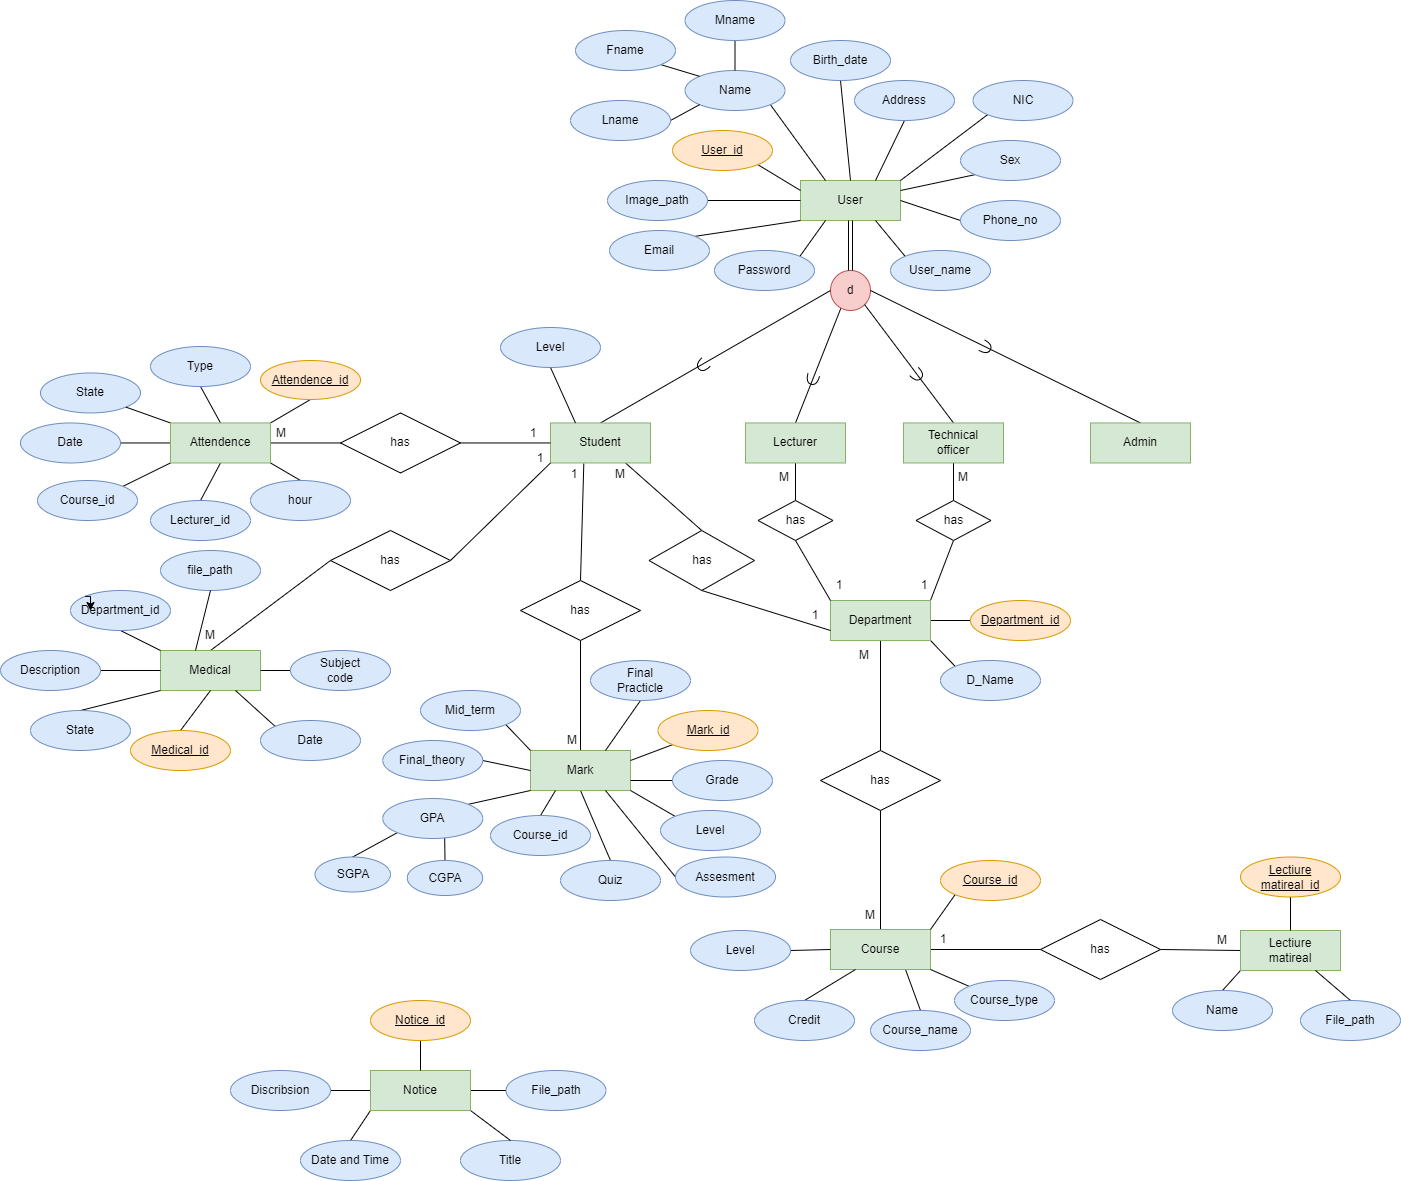 Mname
Fname
Birth_date
Name
Address
NIC
Lname
User_id
Sex
Image_path
User
Phone_no
Email
Password
User_name
d
Level
Type
Attendence_id
State
Date
Attendence
M
has
1
Student
Lecturer
Technical
officer
Admin
1
1
M
M
M
Course_id
Lecturer_id
hour
has
has
has
has
file_path
Department_id
1
1
M
1
has
Department
Department_id
M
Description
Medical
Subject
code
D_Name
State
Medical_id
Date
Final
Practicle
Mid_term
Mark_id
M
Final_theory
Mark
Grade
has
GPA
Course_id
Level
SGPA
CGPA
Quiz
Assesment
Course_id
Lectiure
matireal_id
M
Level
Course
1
has
M
Lectiure
matireal
Credit
Course_name
Course_type
Name
File_path
Notice_id
Discribsion
Notice
File_path
Date and Time
Title